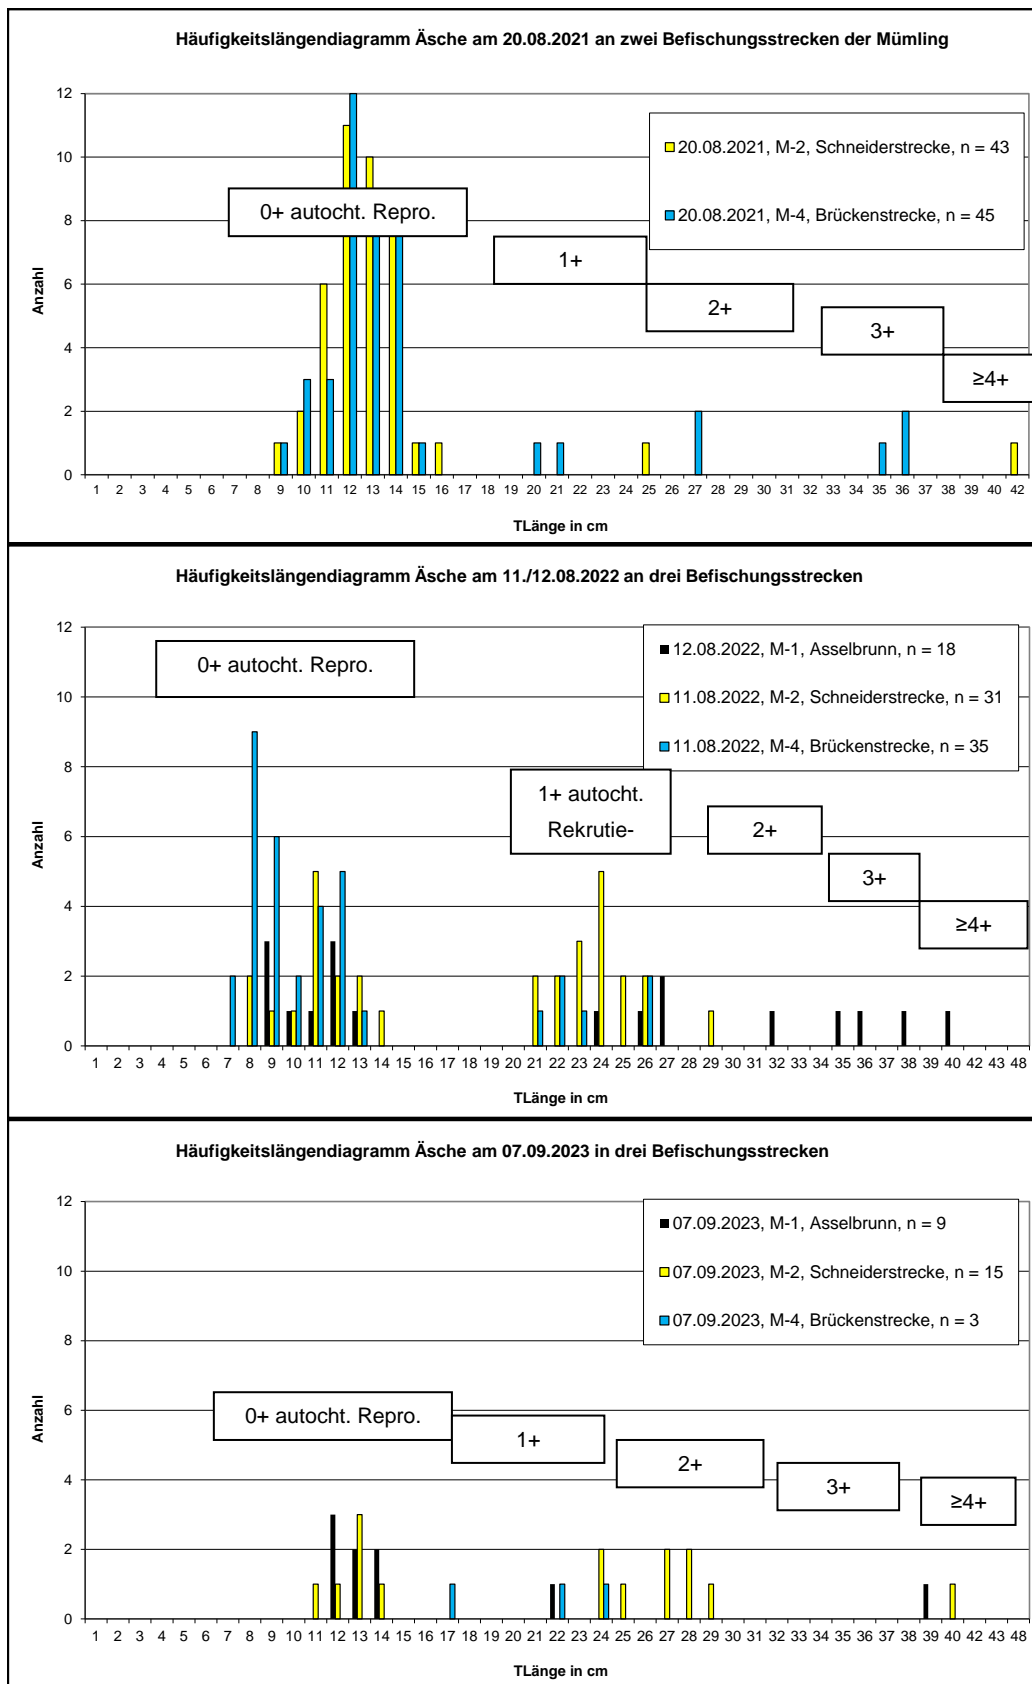 Häufigkeitslängendiagramm Äsche am 20.08.2021 an zwei Befischungsstrecken der Mümling
12
10
8
6
4
2
0
Anzahl
20.08.2021, M-2, Schneiderstrecke, n = 43
20.08.2021, M-4, Brückenstrecke, n = 45
0+ autocht. Repro.
1+
2+
3+
≥4+
1 2 3 4 5 6 7 8 9 10 11 12 13 14 15 16 17 18 19 20 21 22 23 24 25 26 27 28 29 30 31 32 33 34 35 36 37 38 39 40 42
TLänge in cm
Häufigkeitslängendiagramm Äsche am 11./12.08.2022 an drei Befischungsstrecken
12
10
8
6
4
2
0
Anzahl
12.08.2022, M-1, Asselbrunn, n = 18
11.08.2022, M-2, Schneiderstrecke, n = 31
11.08.2022, M-4, Brückenstrecke, n = 35
0+ autocht. Repro.
1+ autocht.
Rekrutie-
2+
3+
≥4+
1 2 3 4 5 6 7 8 9 10 11 12 13 14 15 16 17 18 19 20 21 22 23 24 25 26 27 28 29 30 31 32 33 34 35 36 37 38 39 40 42 43 48
TLänge in cm
Häufigkeitslängendiagramm Äsche am 07.09.2023 in drei Befischungsstrecken
12
10
8
6
4
2
0
Anzahl
07.09.2023, M-1, Asselbrunn, n = 9
07.09.2023, M-2, Schneiderstrecke, n = 15
07.09.2023, M-4, Brückenstrecke, n = 3
0+ autocht. Repro.
1+
2+
3+
≥4+
1 2 3 4 5 6 7 8 9 10 11 12 13 14 15 16 17 18 19 20 21 22 23 24 25 26 27 28 29 30 31 32 33 34 35 36 37 38 39 40 42 43 48
TLänge in cm